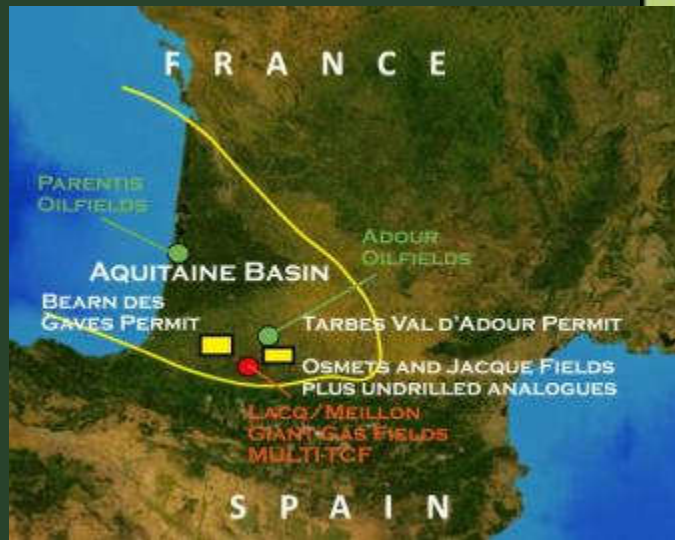 FRANCE
PARENTIS
OILFIELDS
ADOUR
OILFIELDS
AQUITAINE BASIN
BEARN DES
GAVES PERMIT
TARBES VAL D'ADOUR PERMIT
OSMETS AND JACQUE FIELDS
PLUS UNDRILLED ANALOGUES
LACQ/MEILLON
GIANT GAS FIELDS
MULTI-TCF
SPAIN